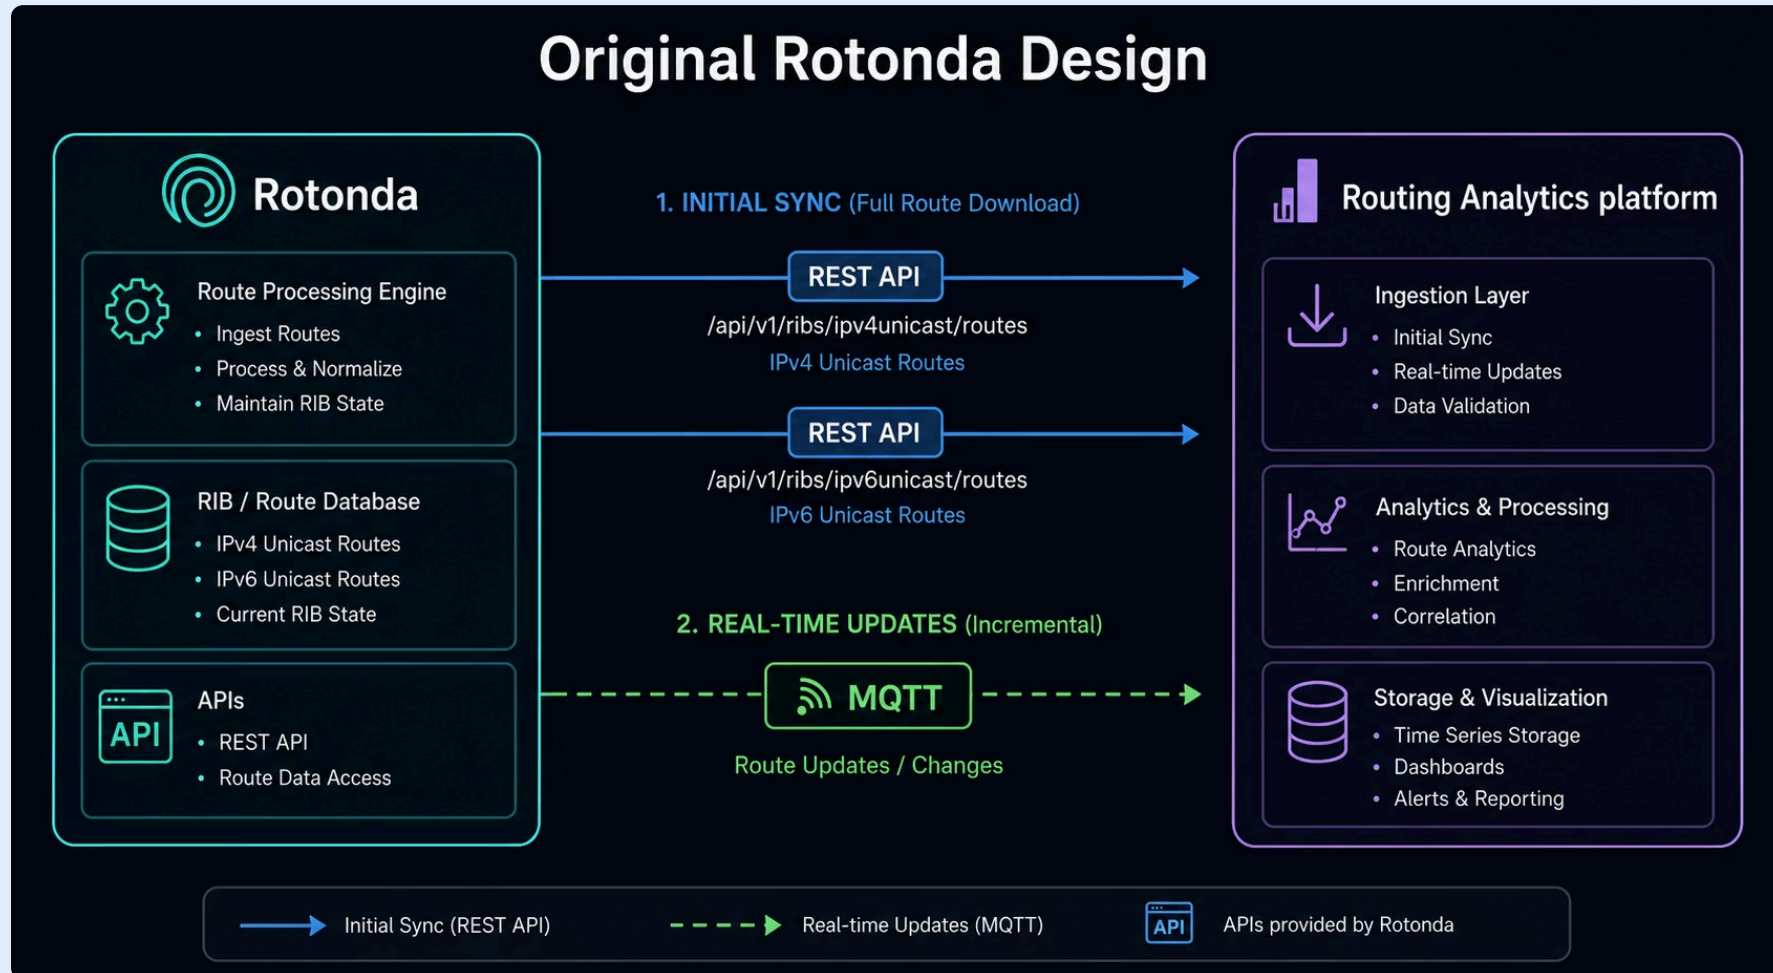 Original Rotonda Design
Rotonda
Route Processing Engine
• Ingest Routes
• Process & Normalize
• Maintain RIB State
RIB / Route Database
• IPv4 Unicast Routes
• IPv6 Unicast Routes
• Current RIB State
API
APIs
• REST API
• Route Data Access
1. INITIAL SYNC (Full Route Download)
REST API
/api/v1/ribs/ipv4unicast/routes
IPv4 Unicast Routes
REST API
/api/v1/ribs/ipv6unicast/routes
IPv6 Unicast Routes
2. REAL-TIME UPDATES (Incremental)
MQTT
Route Updates / Changes
Routing Analytics platform
Ingestion Layer
• Initial Sync
• Real-time Updates
• Data Validation
Analytics & Processing
• Route Analytics
• Enrichment
• Correlation
Storage & Visualization
• Time Series Storage
• Dashboards
• Alerts & Reporting
Initial Sync (REST API)
Real-time Updates (MQTT)
API
APIs provided by Rotonda